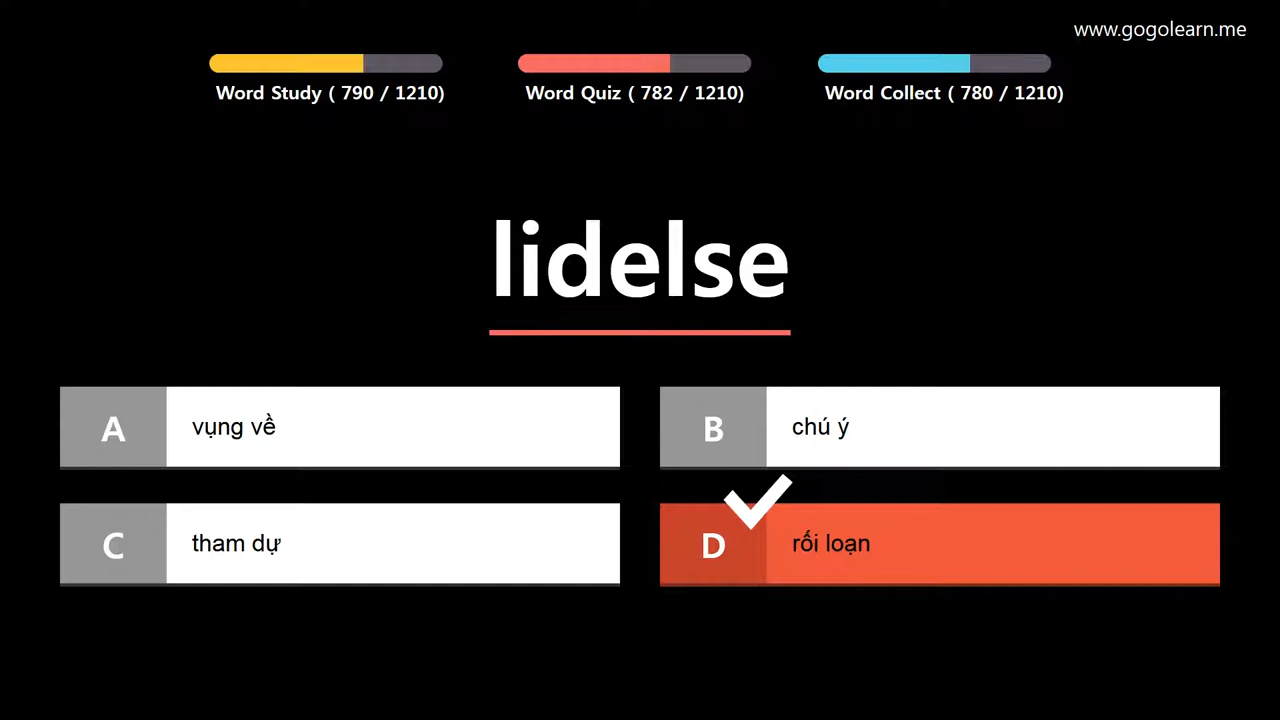 www.gogolearn.me
Word Study ( 790 / 1210)
Word Quiz ( 782 / 1210)
Word Collect ( 780 / 1210)
lidelse
A vụng về
B chú ý
C tham dự
D rối loạn